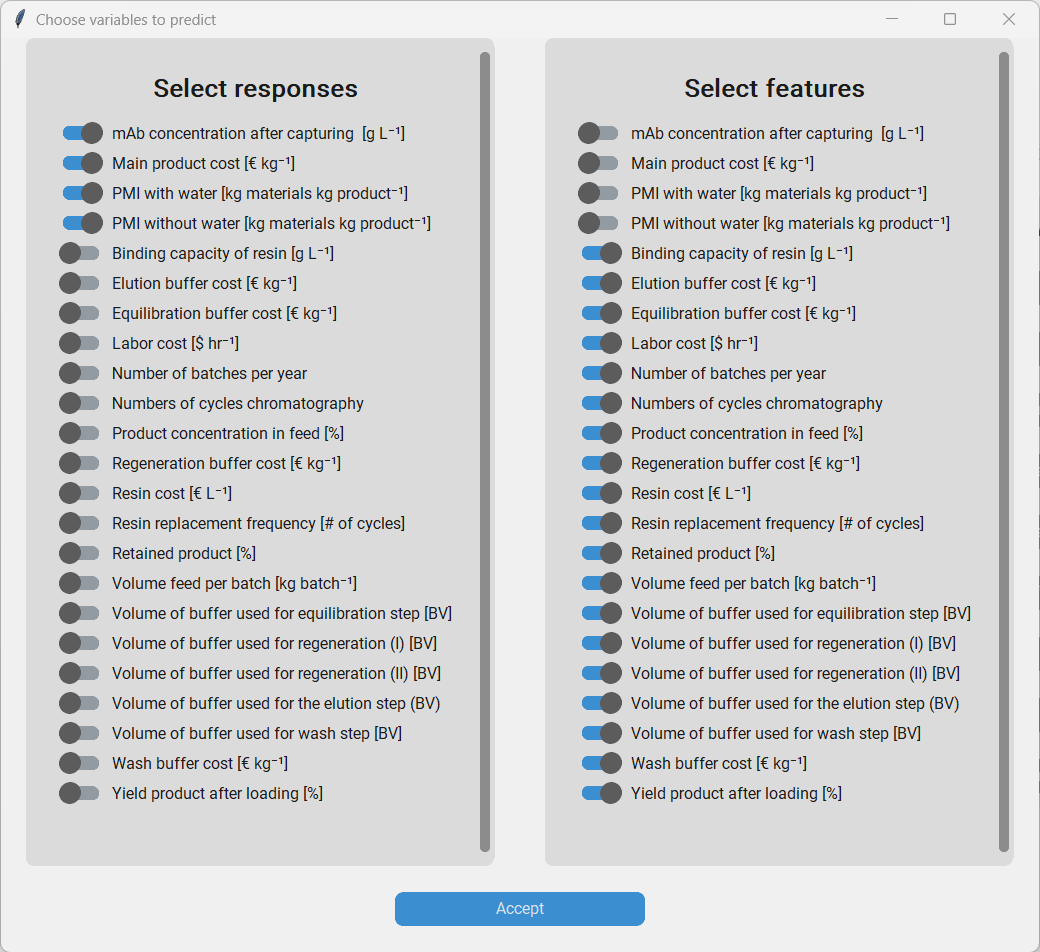 Choose variables to predict
Select responses
mAb concentration after capturing  [g L⁻¹]
Main product cost [€ kg⁻¹]
PMI with water [kg materials kg product⁻¹]
PMI without water [kg materials kg product⁻¹]
Binding capacity of resin [g L⁻¹]
Elution buffer cost [€ kg⁻¹]
Equilibration buffer cost [€ kg⁻¹]
Labor cost [$ hr⁻¹]
Number of batches per year
Numbers of cycles chromatography
Product concentration in feed [%]
Regeneration buffer cost [€ kg⁻¹]
Resin cost [€ L⁻¹]
Resin replacement frequency [# of cycles]
Retained product [%]
Volume feed per batch [kg batch⁻¹]
Volume of buffer used for equilibration step [BV]
Volume of buffer used for regeneration (I) [BV]
Volume of buffer used for regeneration (II) [BV]
Volume of buffer used for the elution step (BV)
Volume of buffer used for wash step [BV]
Wash buffer cost [€ kg⁻¹]
Yield product after loading [%]
Select features
mAb concentration after capturing  [g L⁻¹]
Main product cost [€ kg⁻¹]
PMI with water [kg materials kg product⁻¹]
PMI without water [kg materials kg product⁻¹]
Binding capacity of resin [g L⁻¹]
Elution buffer cost [€ kg⁻¹]
Equilibration buffer cost [€ kg⁻¹]
Labor cost [$ hr⁻¹]
Number of batches per year
Numbers of cycles chromatography
Product concentration in feed [%]
Regeneration buffer cost [€ kg⁻¹]
Resin cost [€ L⁻¹]
Resin replacement frequency [# of cycles]
Retained product [%]
Volume feed per batch [kg batch⁻¹]
Volume of buffer used for equilibration step [BV]
Volume of buffer used for regeneration (I) [BV]
Volume of buffer used for regeneration (II) [BV]
Volume of buffer used for the elution step (BV)
Volume of buffer used for wash step [BV]
Wash buffer cost [€ kg⁻¹]
Yield product after loading [%]
Accept